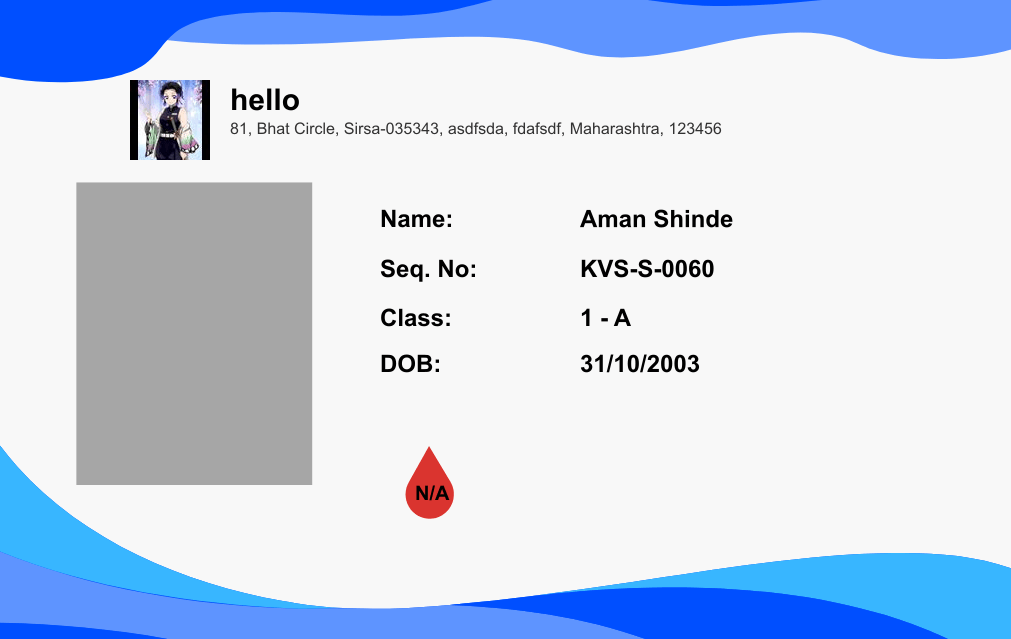 hello
81, Bhat Circle, Sirsa-035343, asdfsda, fdafsdf, Maharashtra, 123456
Name: Aman Shinde
Seq. No: KVS-S-0060
Class: 1 - A
DOB: 31/10/2003
N/A